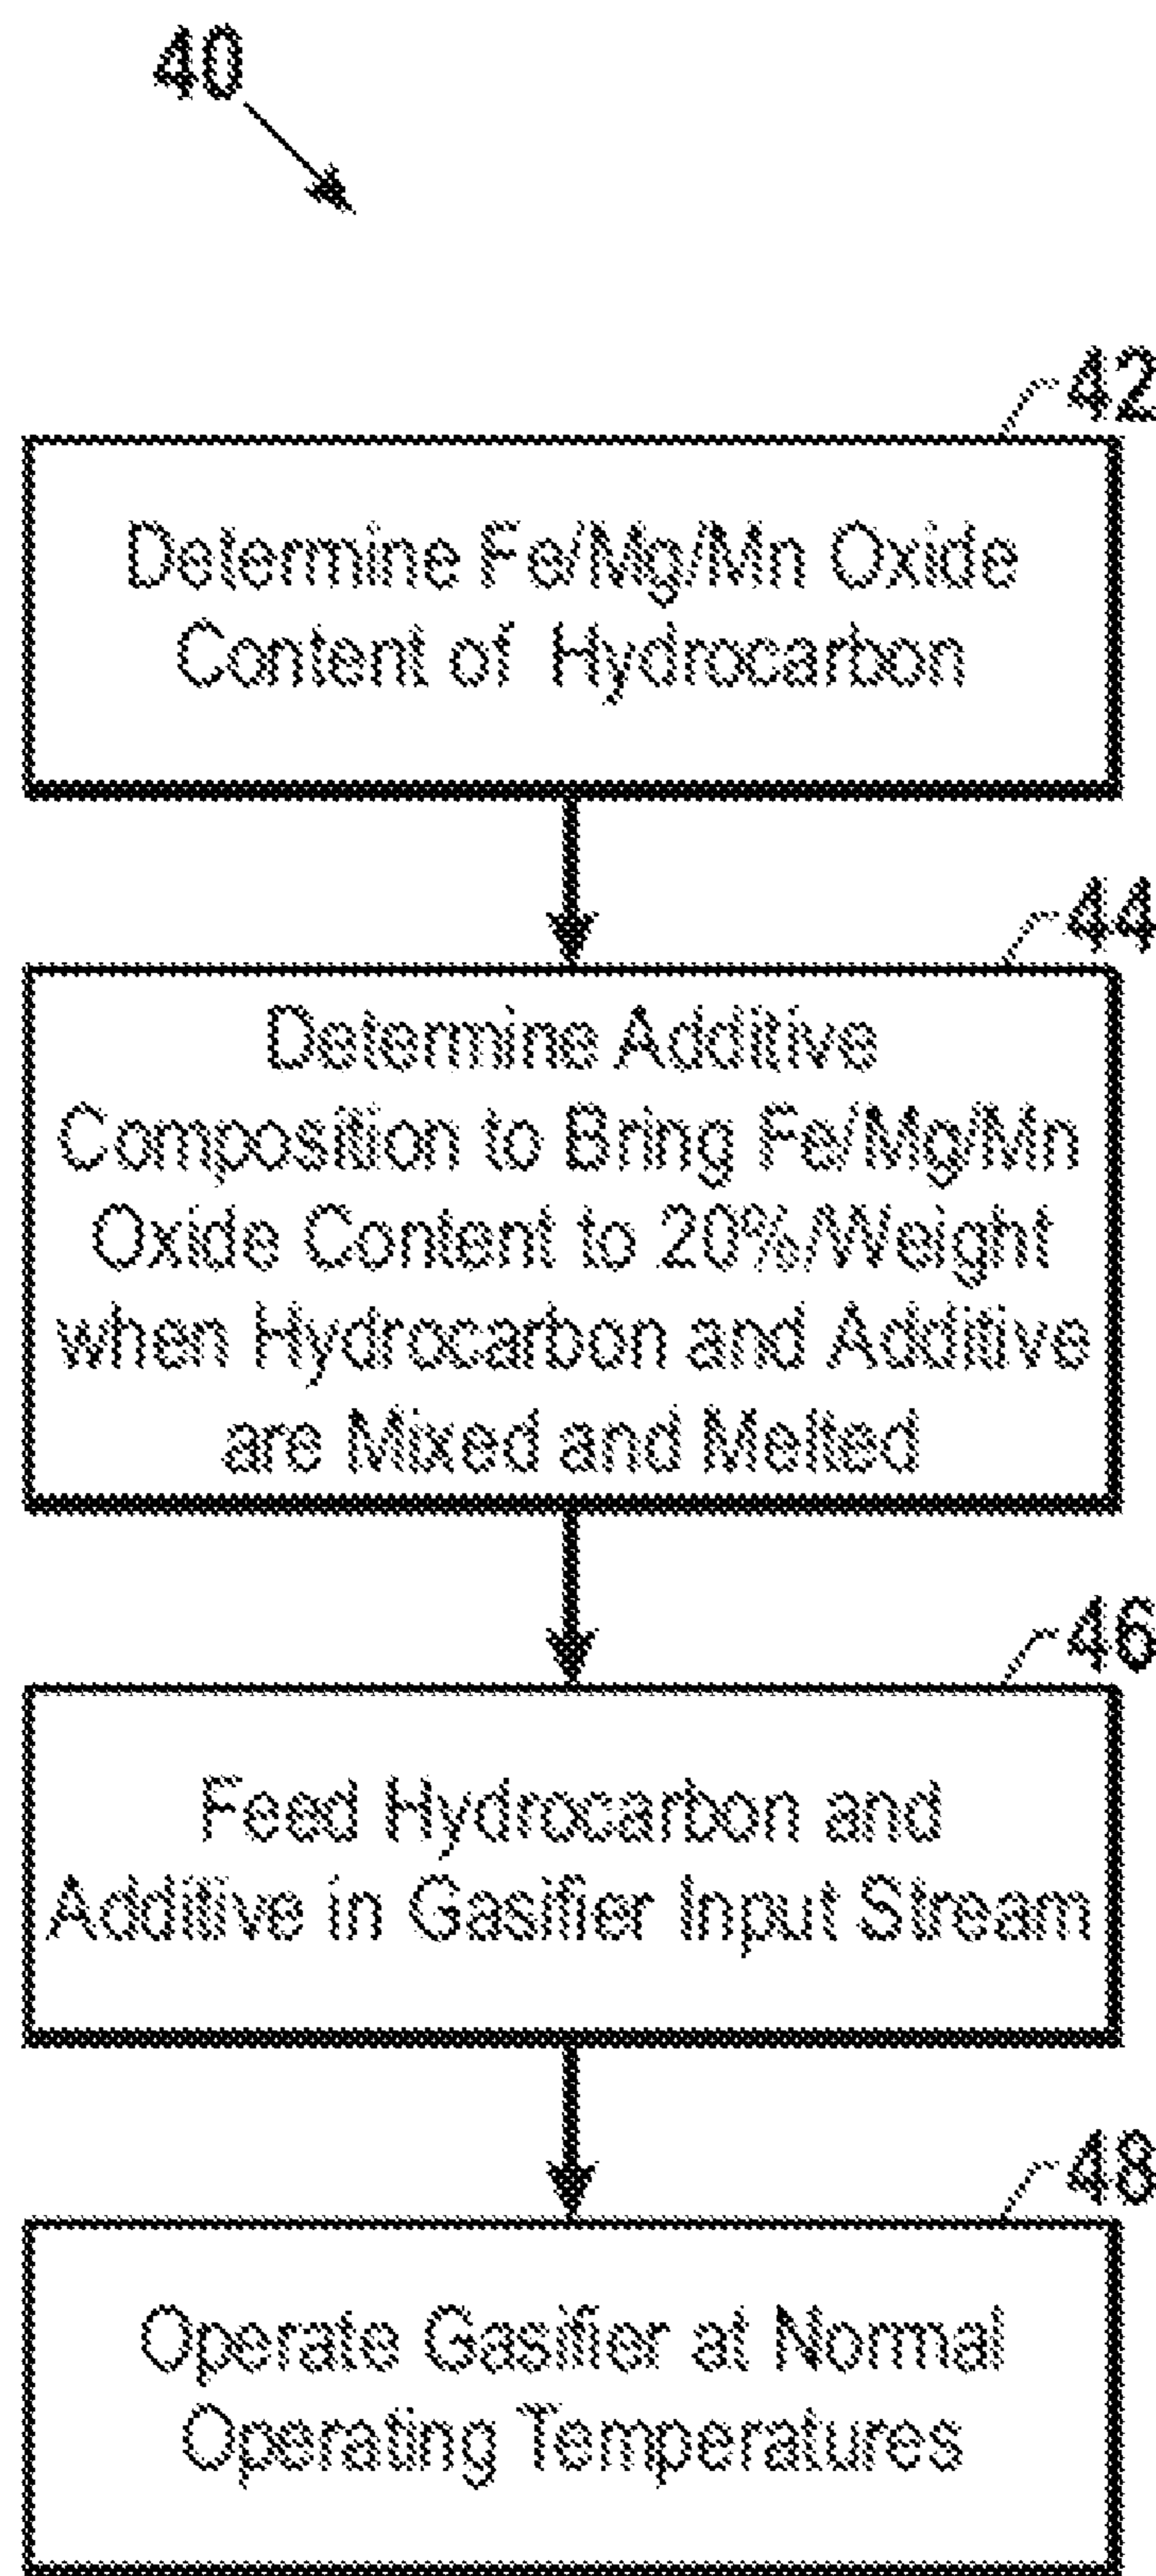 40
42
Determine Fe/Mg/Mn Oxide
Content of Hydrocarbon
44
Determine Additive
Composition to Bring Fe/Mg/Mn
Oxide Content to 20%/Weight
when Hydrocarbon and Additive
are Mixed and Melted
46
Feed Hydrocarbon and
Additive in Gasifier Input Stream
48
Operate Gasifier at Normal
Operating Temperatures